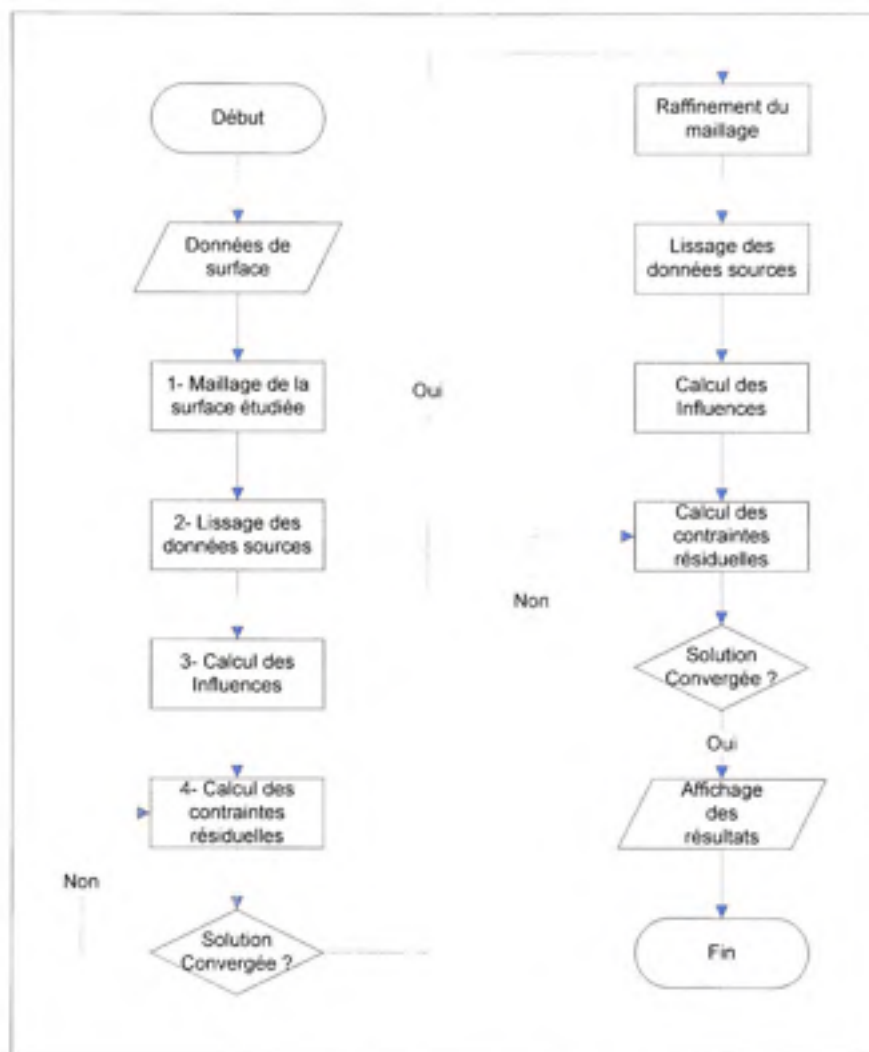 Début
Données de
surface
1- Maillage de la
surface étudiée
2- Lissage des
données sources
3- Calcul des
Influences
4- Calcul des
contraintes
résiduelles
Non
Solution
Convergée ?
Oui
Raffinement du
maillage
Lissage des
données sources
Calcul des
Influences
Calcul des
contraintes
résiduelles
Non
Solution
Convergée ?
Oui
Affichage
des
résultats
Fin